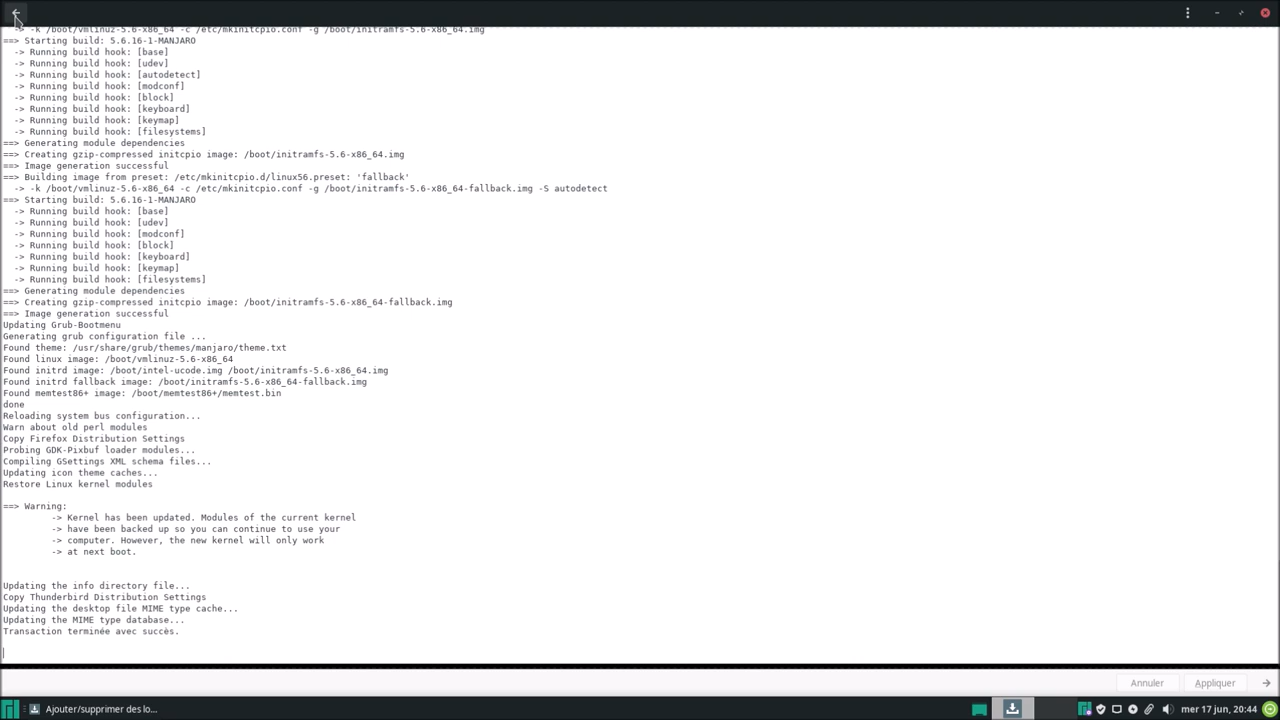 -> -k /boot/vmlinuz-5.6-x86_64 -c /etc/mkinitcpio.conf -g /boot/initramfs-5.6-x86_64.img
==> Starting build: 5.6.16-1-MANJARO
-> Running build hook: [base]
-> Running build hook: [udev]
-> Running build hook: [autodetect]
-> Running build hook: [modconf]
-> Running build hook: [block]
-> Running build hook: [keyboard]
-> Running build hook: [keymap]
-> Running build hook: [filesystems]
==> Generating module dependencies
==> Creating gzip-compressed initcpio image: /boot/initramfs-5.6-x86_64.img
==> Image generation successful
==> Building image from preset: /etc/mkinitcpio.d/linux56.preset: 'fallback'
-> -k /boot/vmlinuz-5.6-x86_64 -c /etc/mkinitcpio.conf -g /boot/initramfs-5.6-x86_64-fallback.img -S autodetect
==> Starting build: 5.6.16-1-MANJARO
-> Running build hook: [base]
-> Running build hook: [udev]
-> Running build hook: [modconf]
-> Running build hook: [block]
-> Running build hook: [keyboard]
-> Running build hook: [keymap]
-> Running build hook: [filesystems]
==> Generating module dependencies
==> Creating gzip-compressed initcpio image: /boot/initramfs-5.6-x86_64-fallback.img
==> Image generation successful
Updating Grub-Bootmenu
Generating grub configuration file ...
Found theme: /usr/share/grub/themes/manjaro/theme.txt
Found linux image: /boot/vmlinuz-5.6-x86_64
Found initrd image: /boot/intel-ucode.img /boot/initramfs-5.6-x86_64.img
Found initrd fallback image: /boot/initramfs-5.6-x86_64-fallback.img
Found memtest86+ image: /boot/memtest86+/memtest.bin
done
Reloading system bus configuration...
Warn about old perl modules
Copy Firefox Distribution Settings
Probing GDK-Pixbuf loader modules...
Compiling GSettings XML schema files...
Updating icon theme caches...
Restore Linux kernel modules
==> Warning:
-> Kernel has been updated. Modules of the current kernel
-> have been backed up so you can continue to use your
-> computer. However, the new kernel will only work
-> at next boot.
Updating the info directory file...
Copy Thunderbird Distribution Settings
Updating the desktop file MIME type cache...
Updating the MIME type database...
Transaction terminée avec succès.
Annuler Appliquer
Ajouter/supprimer des lo... mer 17 jun, 20:44